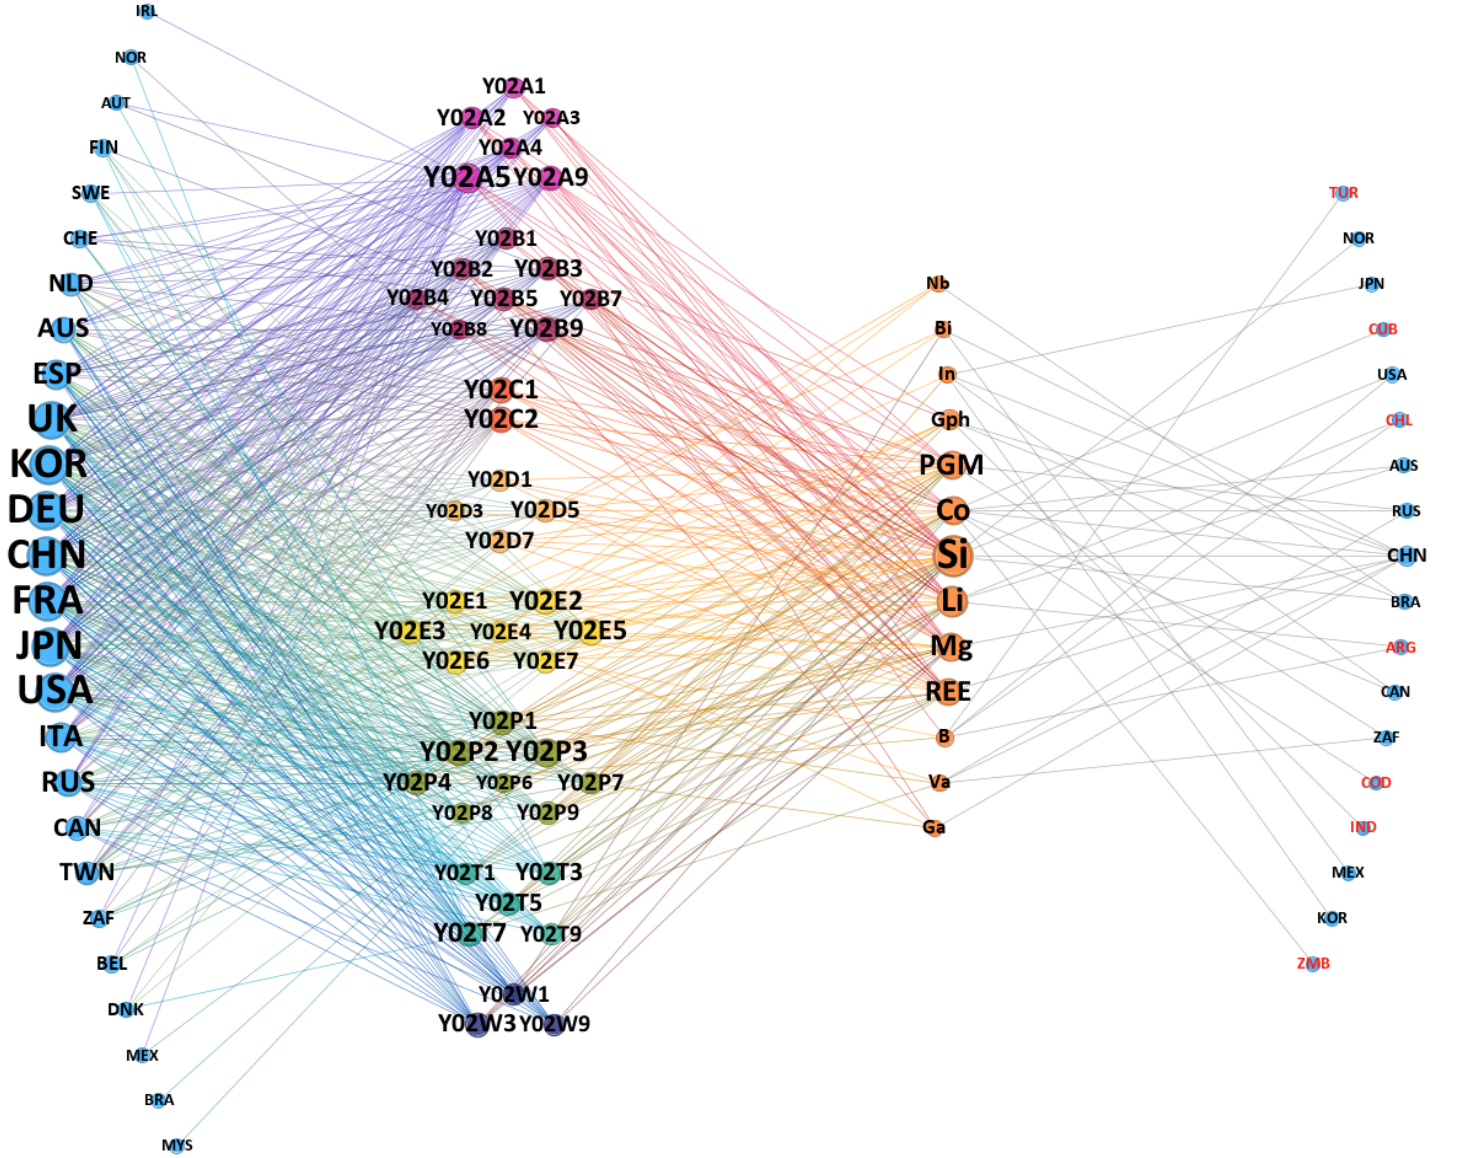 IRL
NOR
AUT
FIN
SWE
CHE
NLD
AUS
ESP
UK
KOR
DEU
CHN
FRA
JPN
USA
ITA
RUS
CAN
TWN
ZAF
BEL
DNK
MEX
BRA
MYS
Y02A1
Y02A2 Y02A3
Y02A4
Y02A5 Y02A9
Y02B1
Y02B2 Y02B3
Y02B4 Y02B5 Y02B7
Y02B8 Y02B9
Y02C1
Y02C2
Y02D1
Y02D3 Y02D5
Y02D7
Y02E1 Y02E2
Y02E3 Y02E4 Y02E5
Y02E6 Y02E7
Y02P1
Y02P2 Y02P3
Y02P4 Y02P6 Y02P7
Y02P8 Y02P9
Y02T1 Y02T3
Y02T5
Y02T7 Y02T9
Y02W1
Y02W3 Y02W9
Nb
Bi
In
Gph
PGM
Co
Si
Li
Mg
REE
B
Va
Ga
TUR
NOR
JPN
CUB
USA
CHL
AUS
RUS
CHN
BRA
ARG
CAN
ZAF
COD
IND
MEX
KOR
ZMB